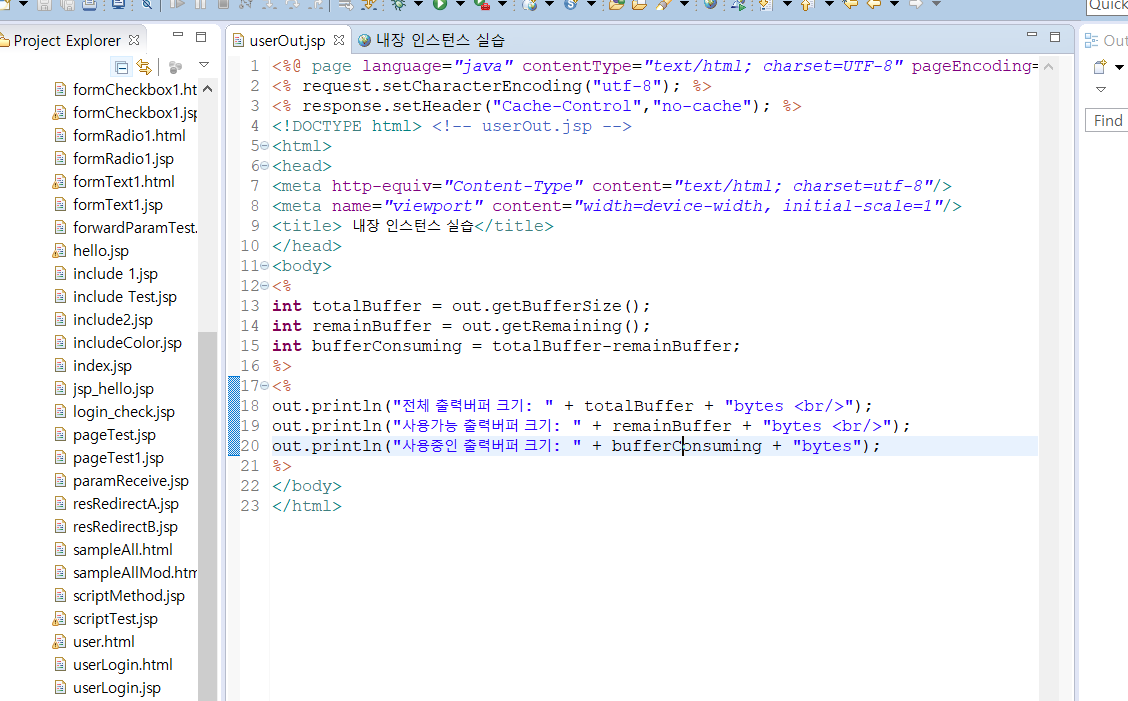 Quick
Project Explorer
formCheckbox1.ht
formCheckbox1.jsp
formRadio1.html
formRadio1.jsp
formText1.html
formText1.jsp
forwardParamTest.
hello.jsp
include 1.jsp
include Test.jsp
include2.jsp
includeColor.jsp
index.jsp
jsp_hello.jsp
login_check.jsp
pageTest.jsp
pageTest1.jsp
paramReceive.jsp
resRedirectA.jsp
resRedirectB.jsp
sampleAll.html
sampleAllMod.htm
scriptMethod.jsp
scriptTest.jsp
user.html
userLogin.html
userLogin.jsp
userOut.jsp 내장 인스턴스 실습
1 <%@ page language="java" contentType="text/html; charset=UTF-8" pageEncoding=
2 <% request.setCharacterEncoding("utf-8"); %>
3 <% response.setHeader("Cache-Control","no-cache"); %>
4 <!DOCTYPE html> <!-- userOut.jsp -->
5 <html>
6 <head>
7 <meta http-equiv="Content-Type" content="text/html; charset=utf-8"/>
8 <meta name="viewport" content="width=device-width, initial-scale=1"/>
9 <title> 내장 인스턴스 실습</title>
10 </head>
11 <body>
12 <%
13 int totalBuffer = out.getBufferSize();
14 int remainBuffer = out.getRemaining();
15 int bufferConsuming = totalBuffer-remainBuffer;
16 %>
17 <%
18 out.println("전체 출력버퍼 크기: " + totalBuffer + "bytes <br/>");
19 out.println("사용가능 출력버퍼 크기: " + remainBuffer + "bytes <br/>");
20 out.println("사용중인 출력버퍼 크기: " + bufferConsuming + "bytes");
21 %>
22 </body>
23 </html>
Out
Find